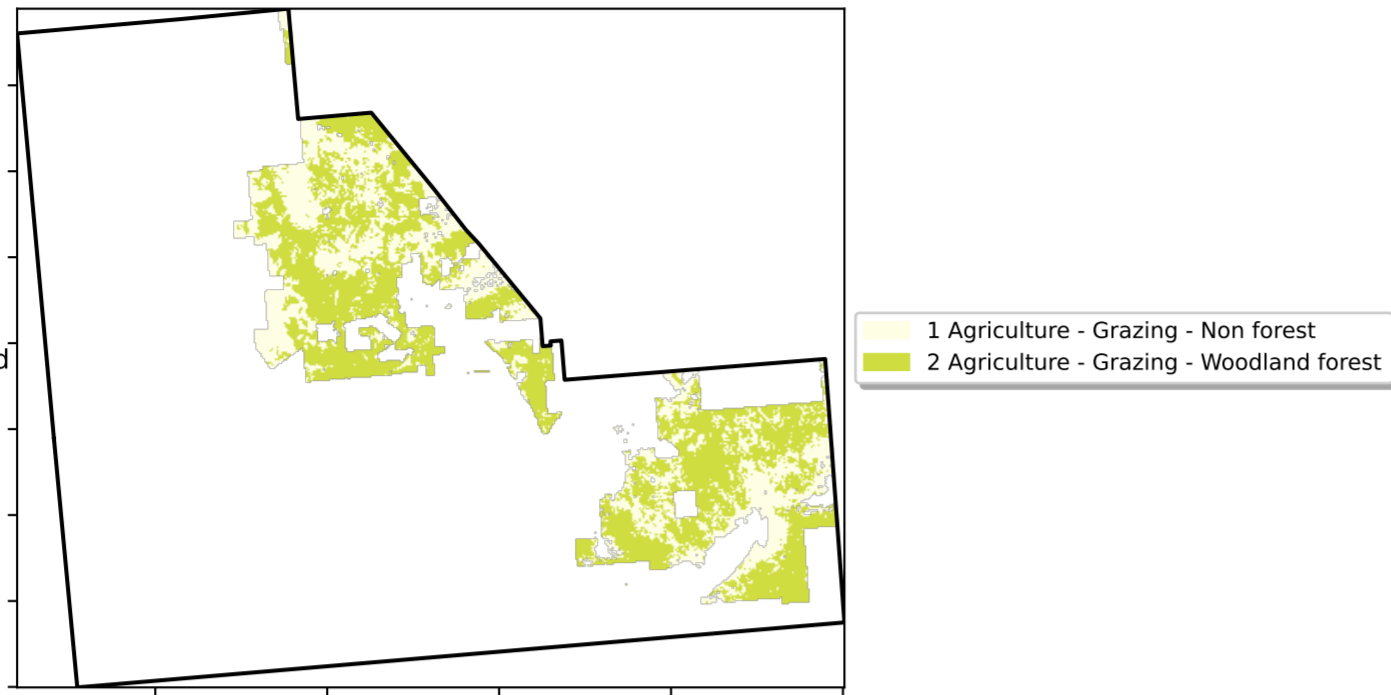 1 Agriculture - Grazing - Non forest
2 Agriculture - Grazing - Woodland forest